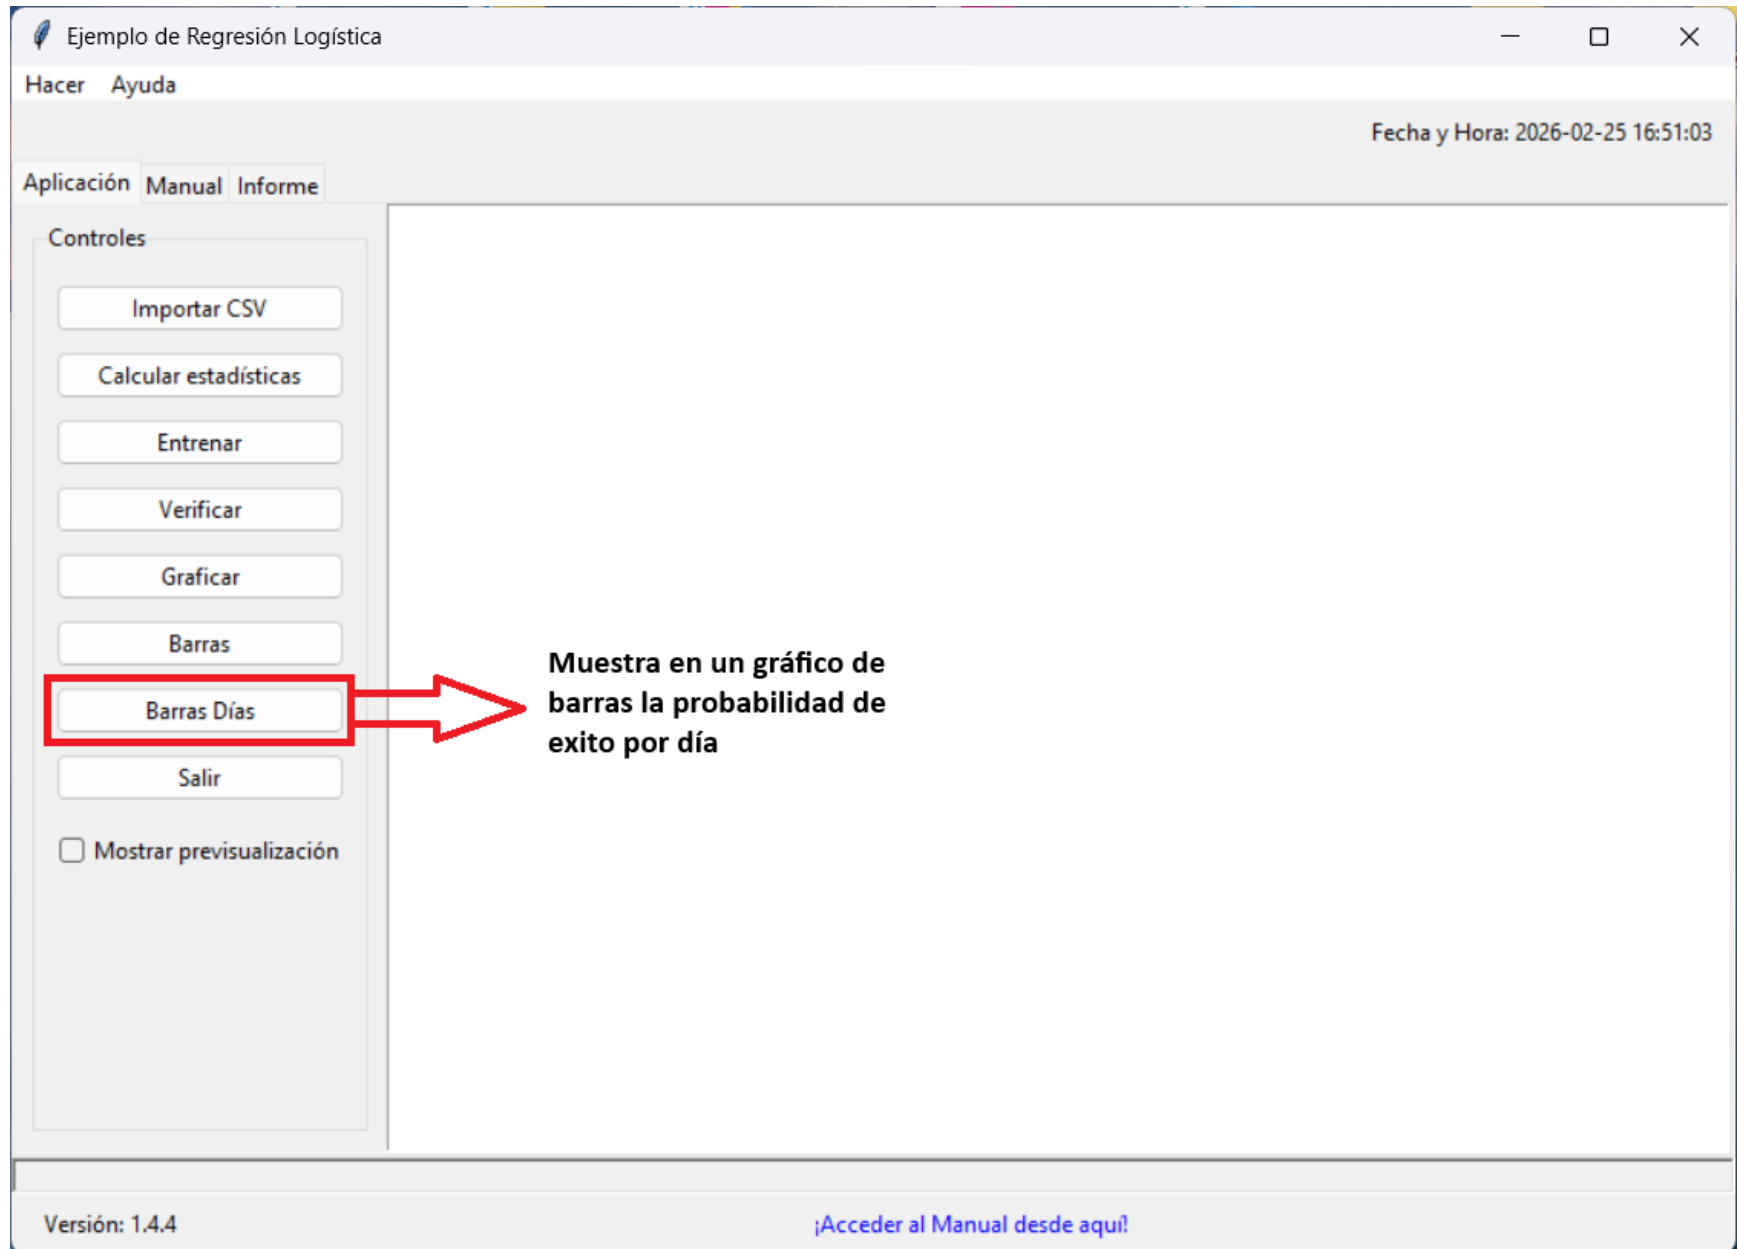 Ejemplo de Regresión Logística
Hacer Ayuda
Fecha y Hora: 2026-02-25 16:51:03
Aplicación Manual Informe
Controles
Importar CSV
Calcular estadísticas
Entrenar
Verificar
Graficar
Barras
Barras Días
Muestra en un gráfico de
barras la probabilidad de
exito por día
Salir
Mostrar previsualización
Versión: 1.4.4
¡Acceder al Manual desde aquí!